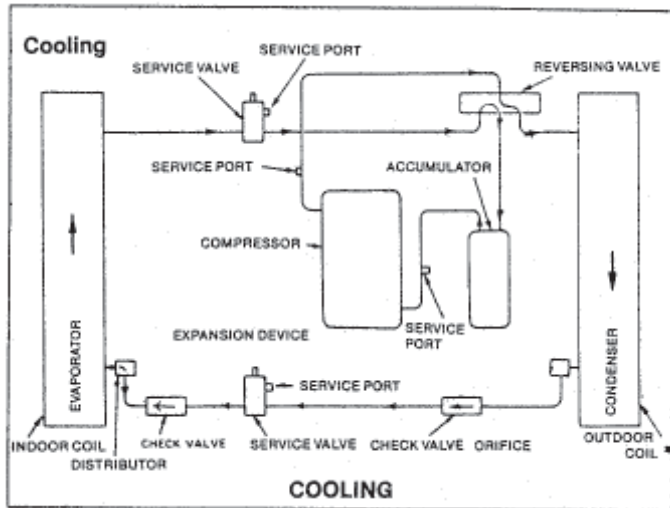 Cooling
SERVICE PORT
SERVICE VALVE
REVERSING VALVE
SERVICE PORT
ACCUMULATOR
COMPRESSOR
SERVICE
PORT
EXPANSION DEVICE
EVAPORATOR
CONDENSER
SERVICE PORT
INDOOR COIL
DISTRIBUTOR
CHECK VALVE
SERVICE VALVE
CHECK VALVE ORIFICE
OUTDOOR
COIL
COOLING